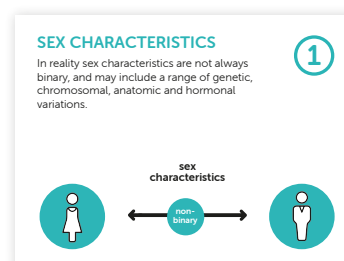 SEX CHARACTERISTICS
1
In reality sex characteristics are not always
binary, and may include a range of genetic,
chromosomal, anatomic and hormonal
variations.
sex
characteristics
non-
binary